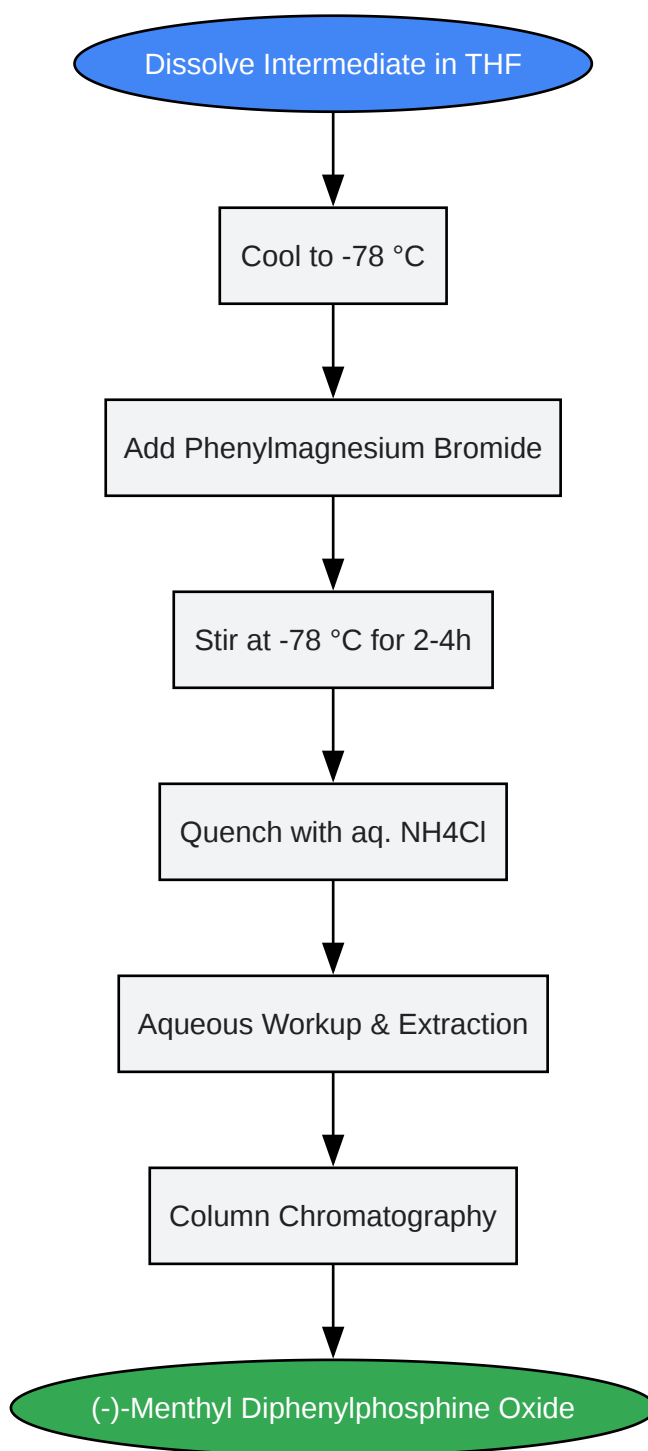 Dissolve Intermediate in THF
Cool to -78 °C
Add Phenylmagnesium Bromide
Stir at -78 °C for 2-4h
Quench with aq. NH4Cl
Aqueous Workup & Extraction
Column Chromatography
(-)-Menthyl Diphenylphosphine Oxide